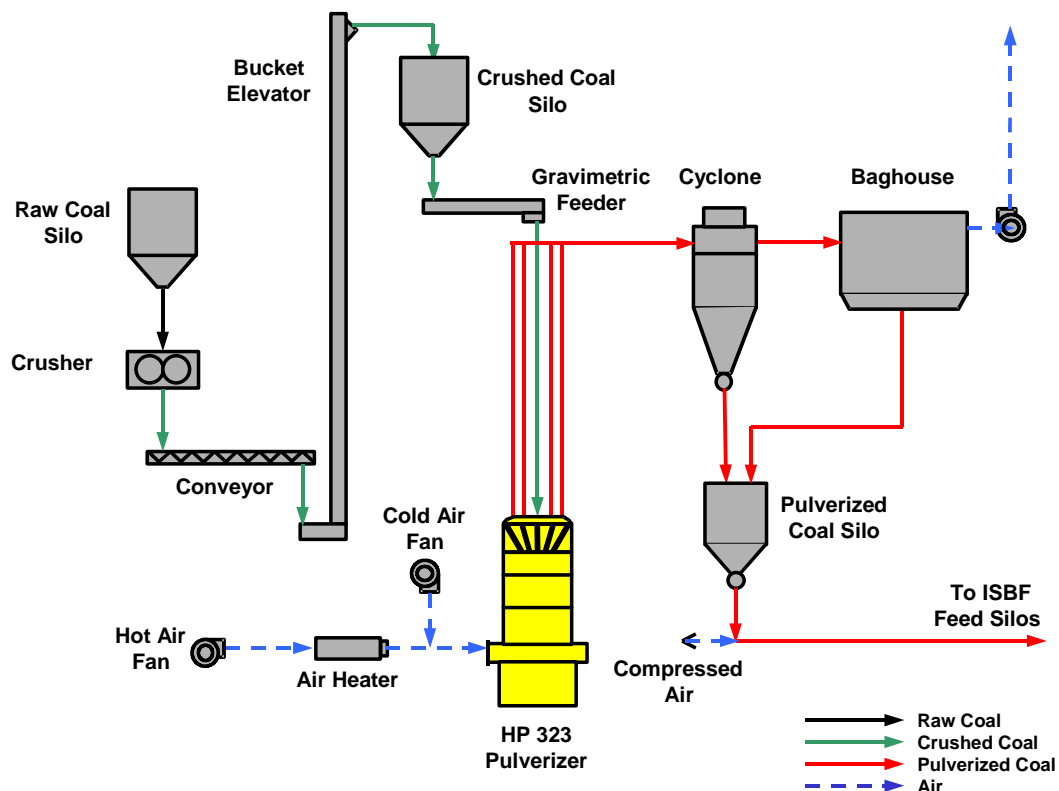 Bucket
Elevator
Crushed Coal
Silo
Raw Coal
Silo
Gravimetric
Feeder
Cyclone
Baghouse
Crusher
Conveyor
Cold Air
Fan
Pulverized
Coal Silo
To ISBF
Feed Silos
Hot Air
Fan
Air Heater
Compressed
Air
HP 323
Pulverizer
Raw Coal
Crushed Coal
Pulverized Coal
Air